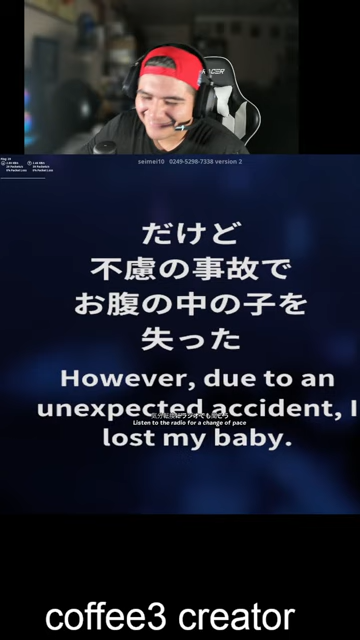 RACER
seimei10 0249-5298-7338 version 2
だけど
不慮の事故で
お腹の中の子を
失った
However, due to an
unexpected accident, I
lost my baby.
Listen to the radio for a change of pace
coffee3 creator